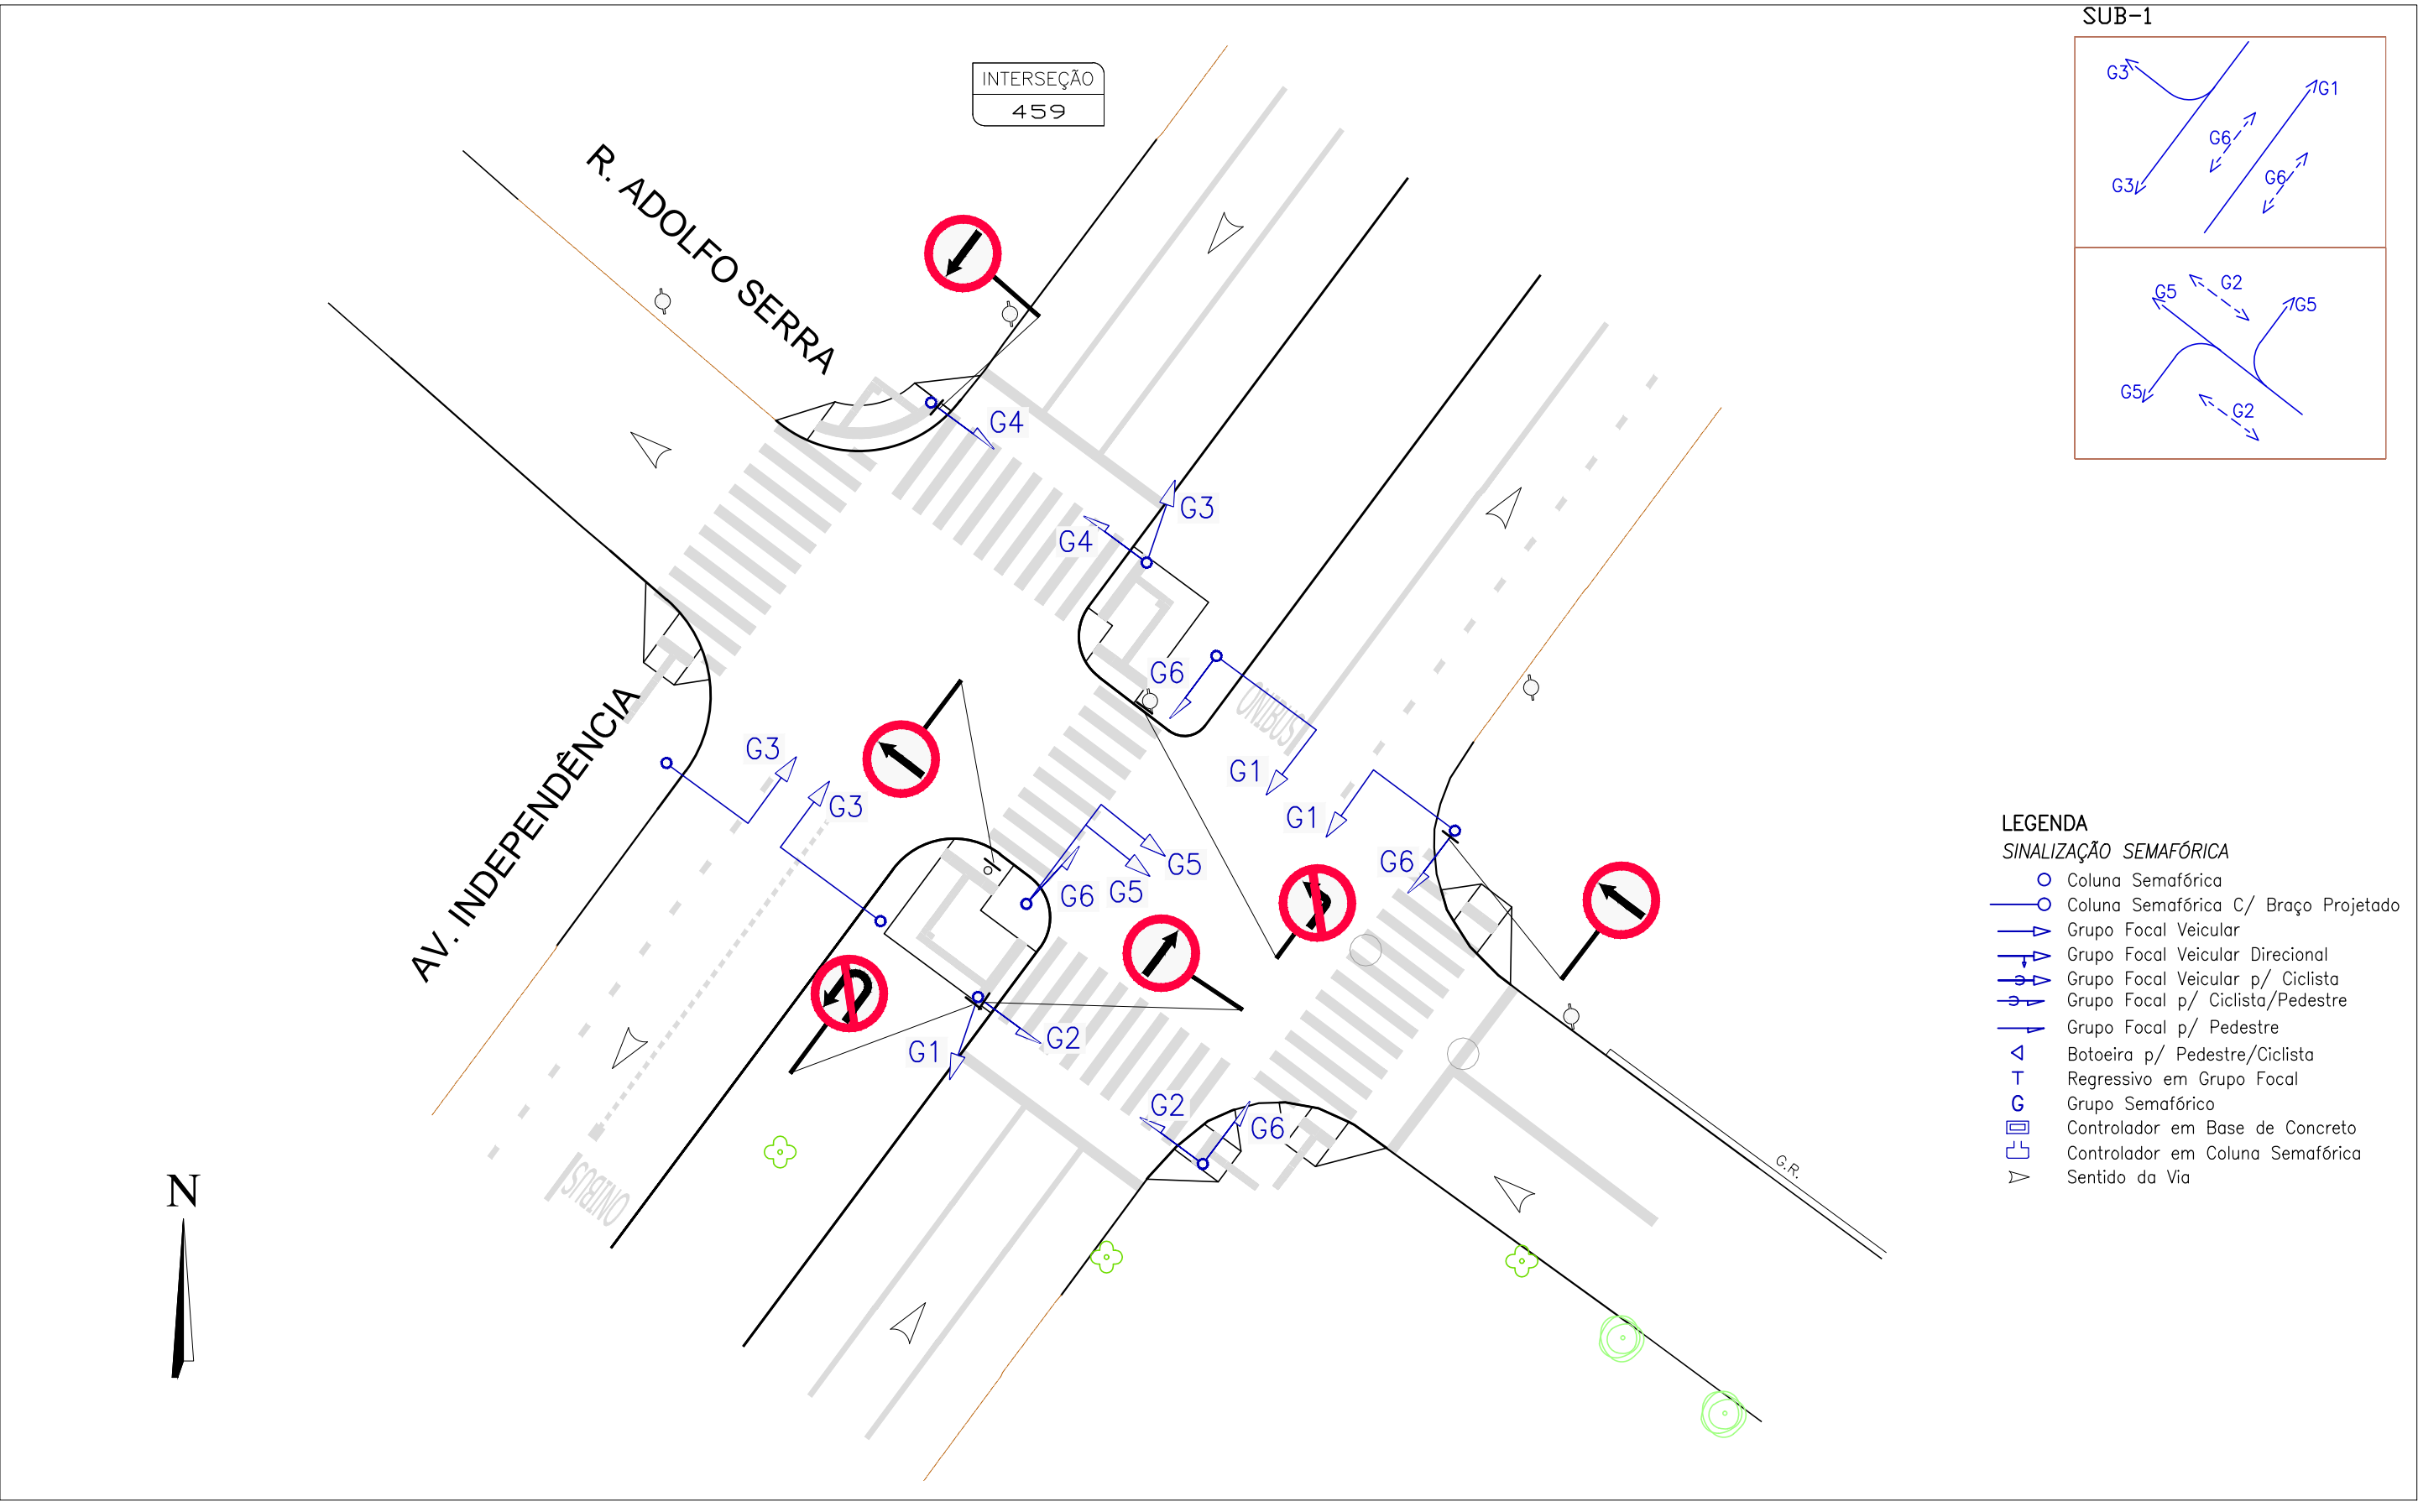 SUB-1
INTERSEÇÃO
459
G3
G1
G6
G3
G6
G5
G2
G5
G5
G2
R. ADOLFO SERRA
G4
G3
G4
G6
ÔNIBUS
G1
G1
G6
AV. INDEPENDÊNCIA
G3
G3
G5
G6
G5
G2
G1
G2
G6
ÔNIBUS
G.R.
N
LEGENDA
SINALIZAÇÃO SEMAFÓRICA
Coluna Semafórica
Coluna Semafórica C/ Braço Projetado
Grupo Focal Veicular
Grupo Focal Veicular Direcional
Grupo Focal Veicular p/ Ciclista
Grupo Focal p/ Ciclista/Pedestre
Grupo Focal p/ Pedestre
Botoeira p/ Pedestre/Ciclista
T Regressivo em Grupo Focal
G Grupo Semafórico
Controlador em Base de Concreto
Controlador em Coluna Semafórica
Sentido da Via